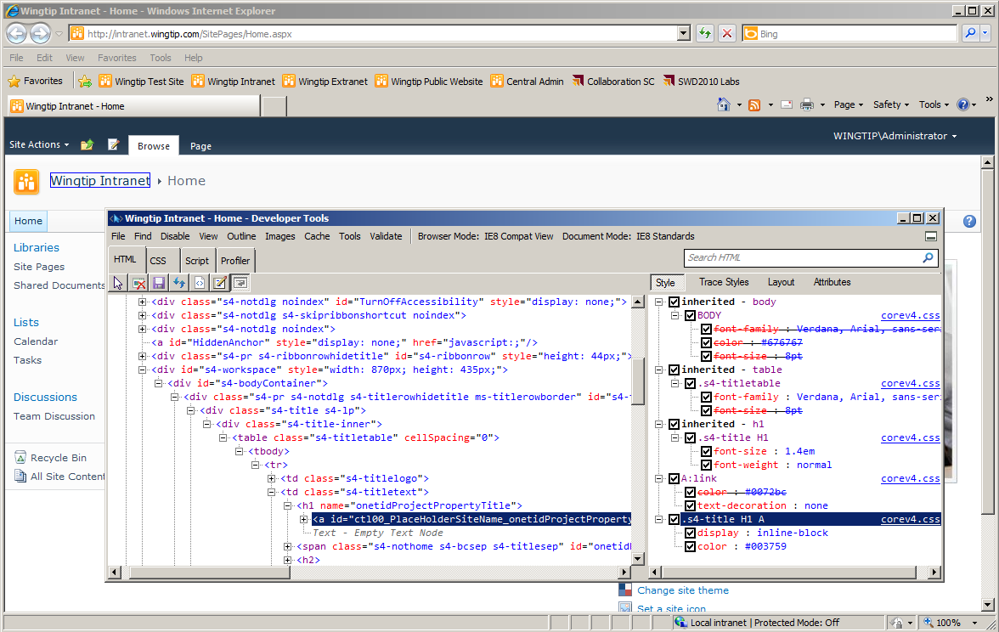 Wingtip Intranet - Home - Windows Internet Explorer
http://intranet.wingtip.com/SitePages/Home.aspx
Bing
File Edit View Favorites Tools Help
Favorites Wingtip Test Site Wingtip Intranet Wingtip Extranet Wingtip Public Website Central Admin Collaboration SC SWD2010 Labs
Wingtip Intranet - Home
Page Safety Tools
Site Actions Browse Page
WINGTIP\Administrator
Wingtip Intranet Home
Home
Libraries
Site Pages
Shared Documents
Lists
Calendar
Tasks
Discussions
Team Discussion
Recycle Bin
All Site Content
Wingtip Intranet - Home - Developer Tools
File Find Disable View Outline Images Cache Tools Validate Browser Mode: IE8 Compat View Document Mode: IE8 Standards
HTML CSS Script Profiler
Search HTML
<div class="s4-notdlg noindex" id="TurnOffAccessibility" style="display: none;">
<div class="s4-notdlg s4-skipribbonshortcut noindex">
<div class="s4-notdlg noindex">
<a id="HiddenAnchor" style="display: none;" href="javascript:;"/>
<div class="s4-pr s4-ribbonrowhidetitle" id="s4-ribbonrow" style="height: 44px;">
<div id="s4-workspace" style="width: 870px; height: 435px;">
<div id="s4-bodyContainer">
<div class="s4-pr s4-notdlg s4-titlerowhidetitle ms-titlerowborder" id="s4-
<div class="s4-title s4-lp">
<div class="s4-title-inner">
<table class="s4-titletable" cellSpacing="0">
<tbody>
<tr>
<td class="s4-titlelogo">
<td class="s4-titletext">
<h1 name="onetidProjectPropertyTitle">
<a id="ctl00_PlaceHolderSiteName_onetidProjectProperty
Text - Empty Text Node
<span class="s4-nothome s4-bcsep s4-titlesep" id="onetid
<h2>
Style Trace Styles Layout Attributes
inherited - body
BODY corev4.css
font-family : Verdana, Arial, sans-ser
color : #676767
font-size : 8pt
inherited - table
.s4-titletable corev4.css
font-family : Verdana, Arial, sans-ser
font-size : 8pt
inherited - h1
.s4-title H1 corev4.css
font-size : 1.4em
font-weight : normal
A:link corev4.css
color : #0072bc
text-decoration : none
.s4-title H1 A corev4.css
display : inline-block
color : #003759
Change site theme
Set a site icon
Local intranet | Protected Mode: Off
100%